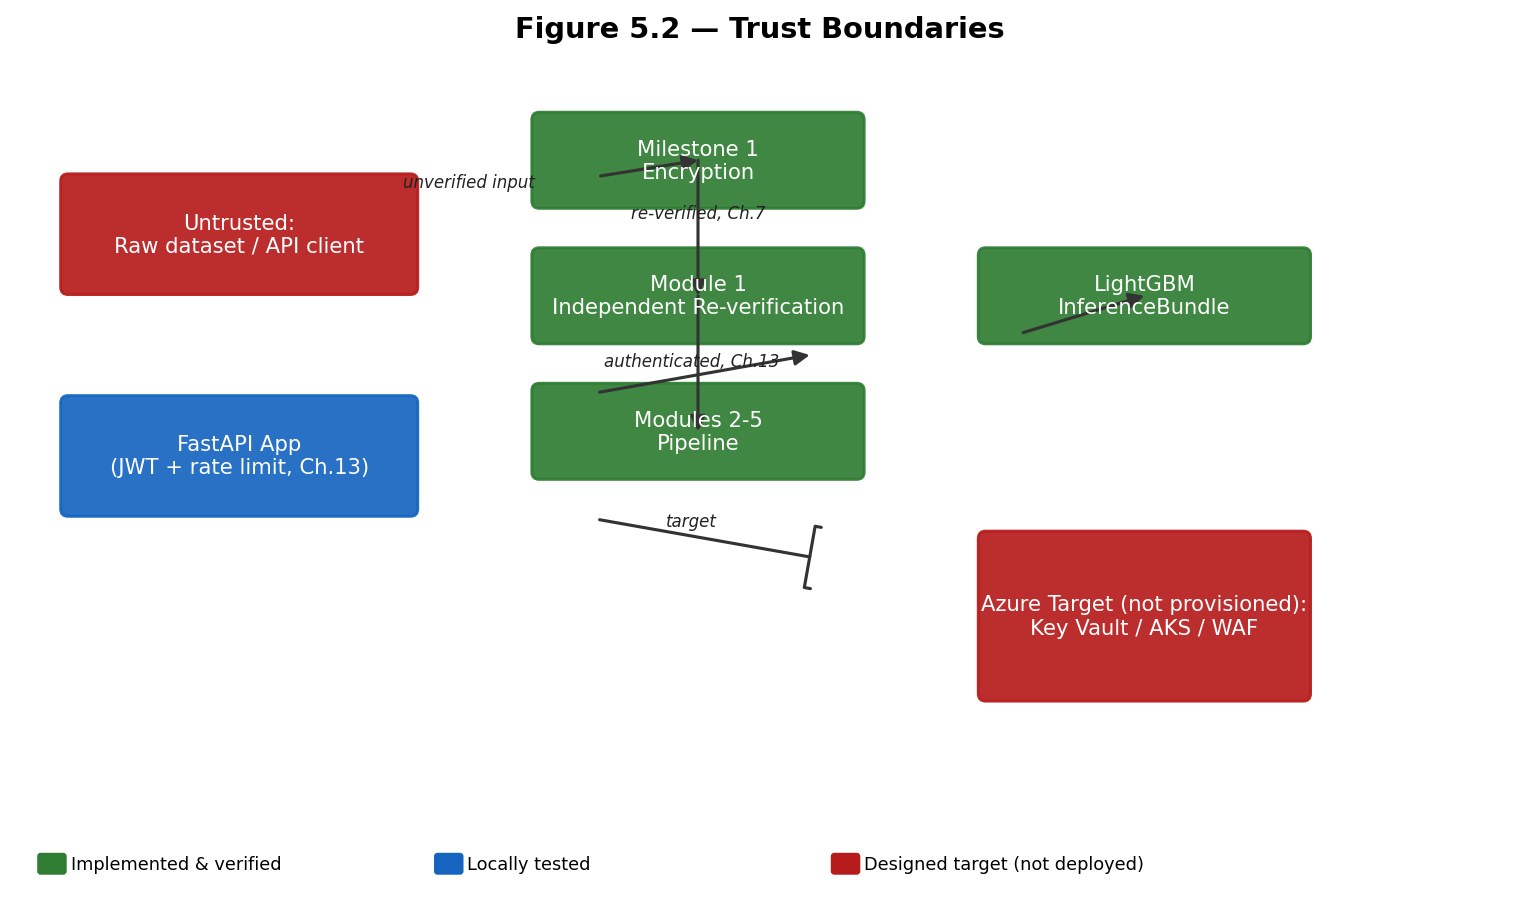 Figure 5.2 — Trust Boundaries
Milestone 1
Encryption
unverified input
re-verified, Ch.7
Untrusted:
Raw dataset / API client
Module 1
Independent Re-verification
LightGBM
InferenceBundle
authenticated, Ch.13
FastAPI App
(JWT + rate limit, Ch.13)
Modules 2-5
Pipeline
target
Azure Target (not provisioned):
Key Vault / AKS / WAF
Implemented & verified
Locally tested
Designed target (not deployed)